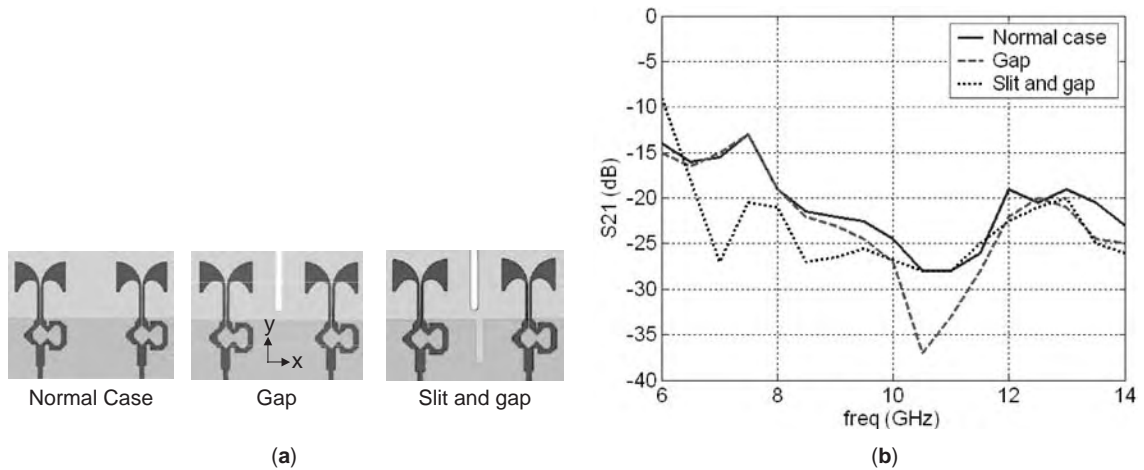 y
x
Normal Case
Gap
Slit and gap
(a)
(b)
0
-5
-10
-15
-20
-25
-30
-35
-40
S21 (dB)
6
8
10
12
14
freq (GHz)
Normal case
Gap
Slit and gap